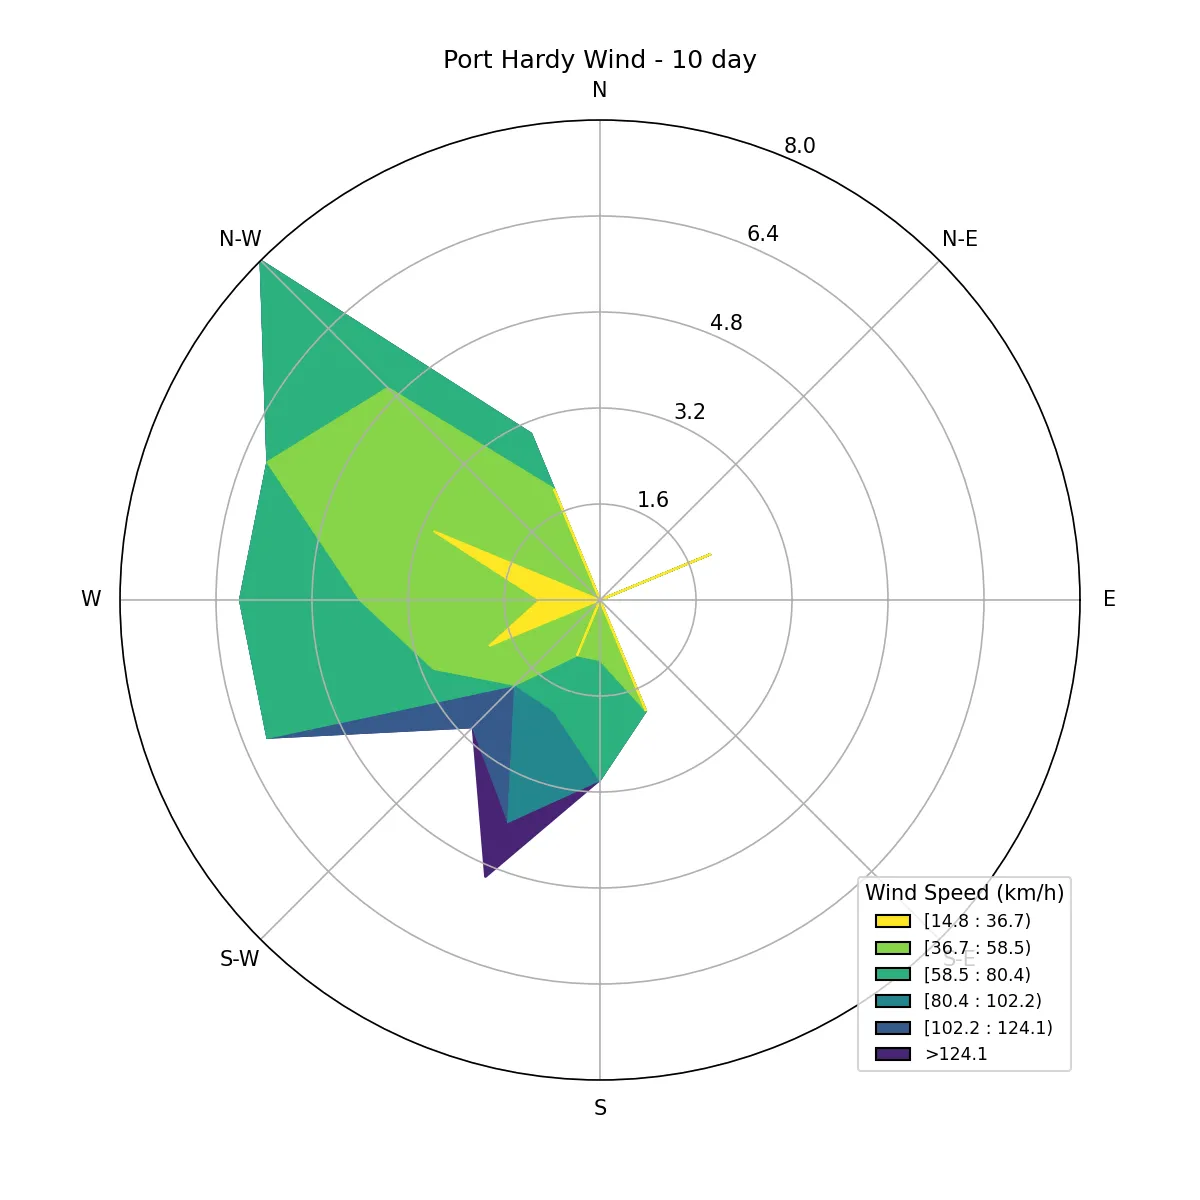 Port Hardy Wind - 10 day
N
8.0
N-W
6.4
N-E
4.8
3.2
1.6
W
E
S-W
S-E
S
Wind Speed (km/h)
[14.8 : 36.7)
[36.7 : 58.5)
[58.5 : 80.4)
[80.4 : 102.2)
[102.2 : 124.1)
>124.1